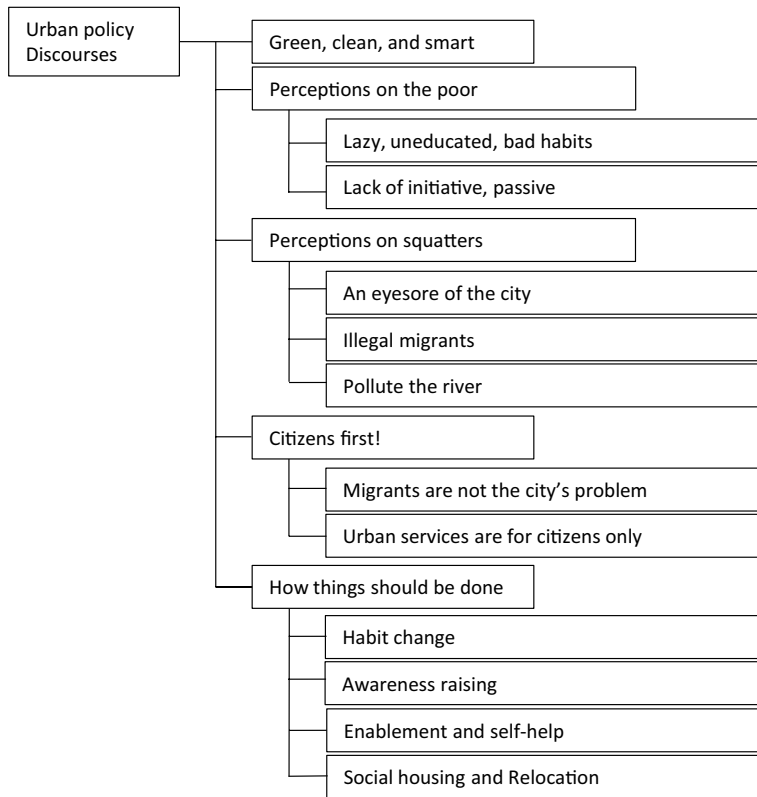 Urban policy
Discourses
Green, clean, and smart
Perceptions on the poor
Lazy, uneducated, bad habits
Lack of initiative, passive
Perceptions on squatters
An eyesore of the city
Illegal migrants
Pollute the river
Citizens first!
Migrants are not the city’s problem
Urban services are for citizens only
How things should be done
Habit change
Awareness raising
Enablement and self-help
Social housing and Relocation